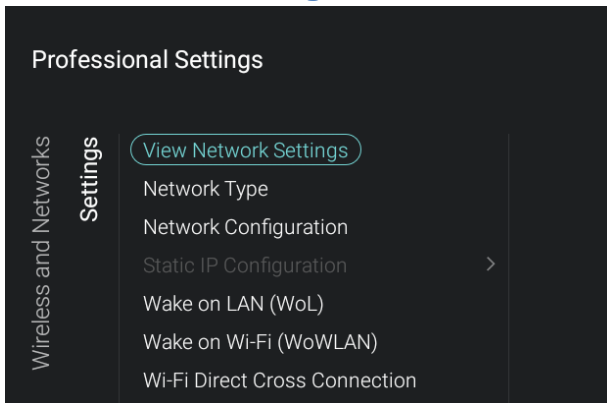 Professional Settings
Wireless and Networks
Settings
View Network Settings
Network Type
Network Configuration
Static IP Configuration
Wake on LAN (WoL)
Wake on Wi-Fi (WoWLAN)
Wi-Fi Direct Cross Connection